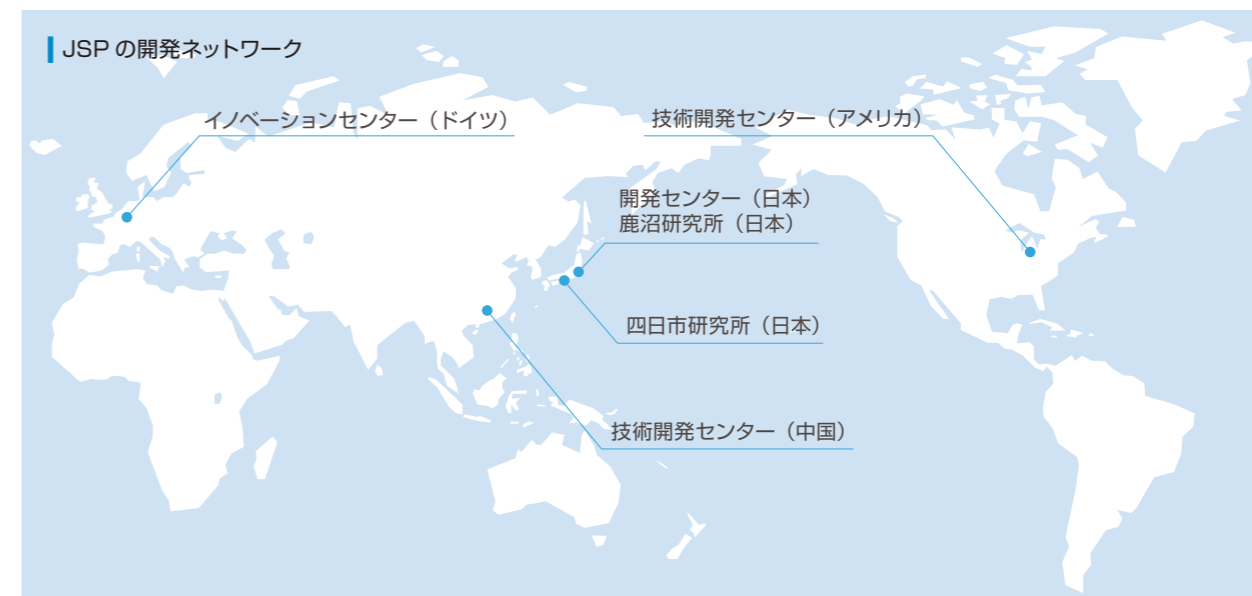 JSP の開発ネットワーク
イノベーションセンター（ドイツ）
技術開発センター（アメリカ）
開発センター（日本）
鹿沼研究所（日本）
四日市研究所（日本）
技術開発センター（中国）